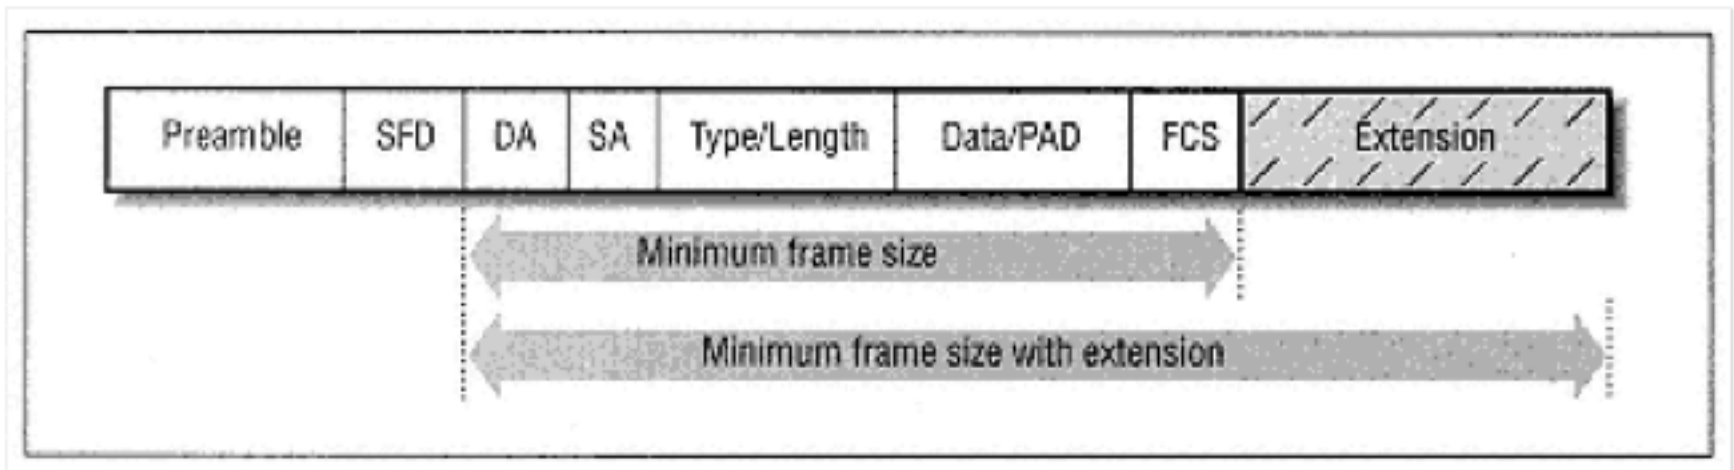 Preamble SFD DA SA Type/Length Data/PAD FCS Extension
Minimum frame size
Minimum frame size with extension